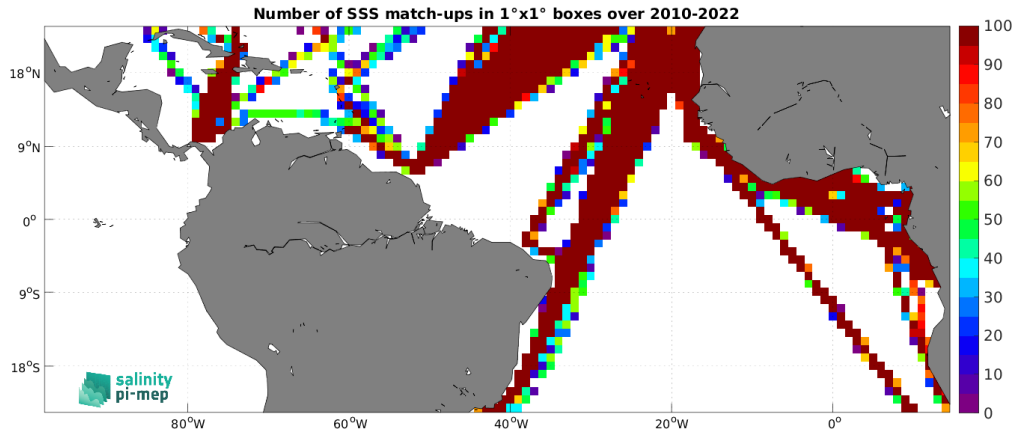 Number of SSS match-ups in 1°x1° boxes over 2010-2022
100
90
80
70
60
50
40
30
20
10
0
18°N
9°N
0°
9°S
18°S
salinity
pi-mep
80°W
60°W
40°W
20°W
0°